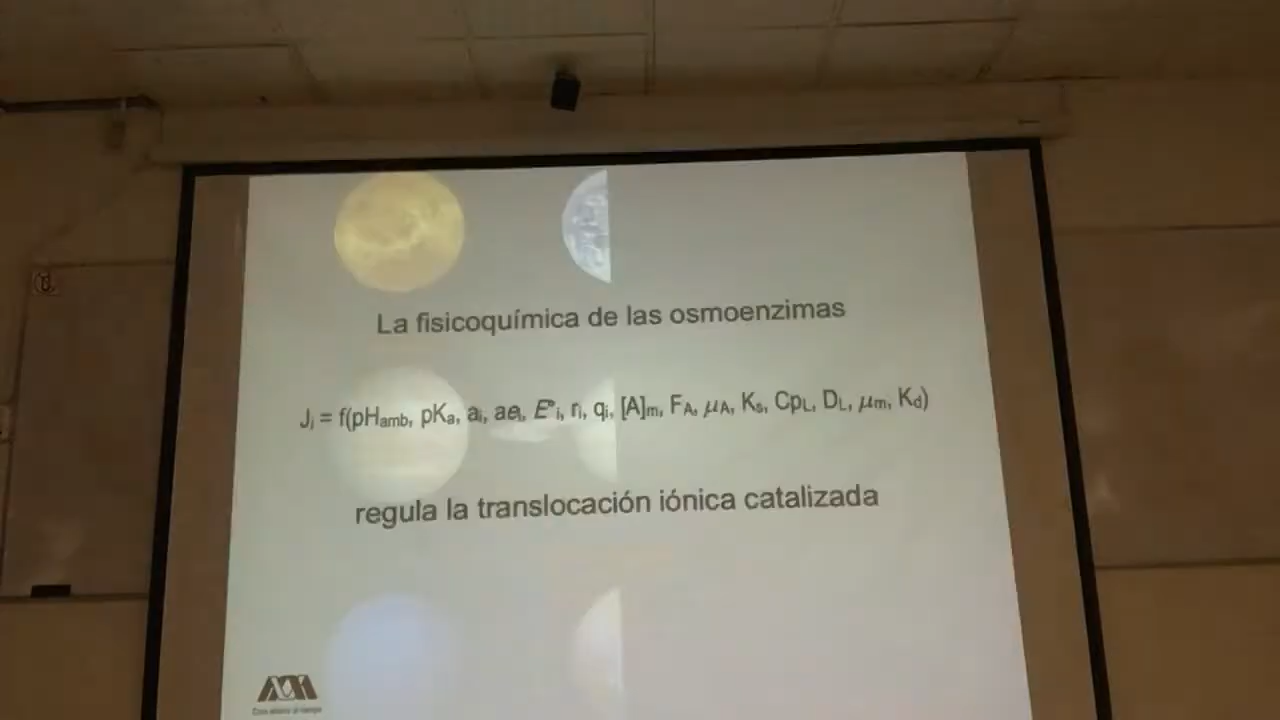 La fisicoquímica de las osmoenzimas
Jᵢ = f(pHamb, pKa, ai, aei, E°i, ri, qi, [A]m, FA, μA, Ks, CpL, DL, μm, Kd)
regula la translocación iónica catalizada